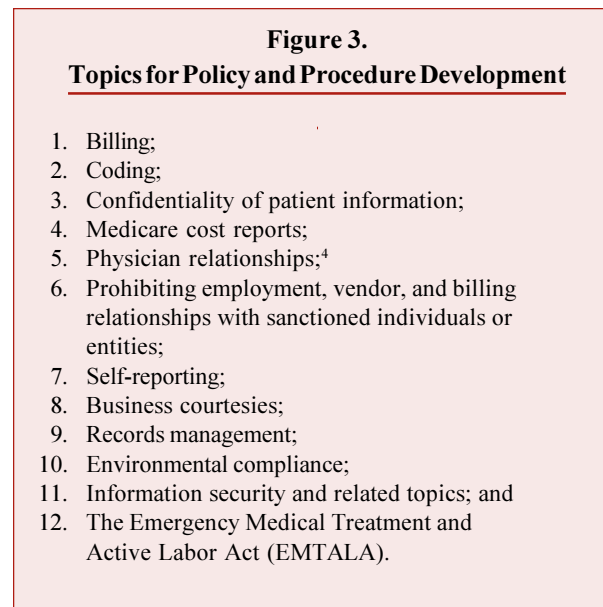 Figure 3.
Topics for Policy and Procedure Development
1. Billing;
2. Coding;
3. Confidentiality of patient information;
4. Medicare cost reports;
5. Physician relationships;⁴
6. Prohibiting employment, vendor, and billing
relationships with sanctioned individuals or
entities;
7. Self-reporting;
8. Business courtesies;
9. Records management;
10. Environmental compliance;
11. Information security and related topics; and
12. The Emergency Medical Treatment and
Active Labor Act (EMTALA).